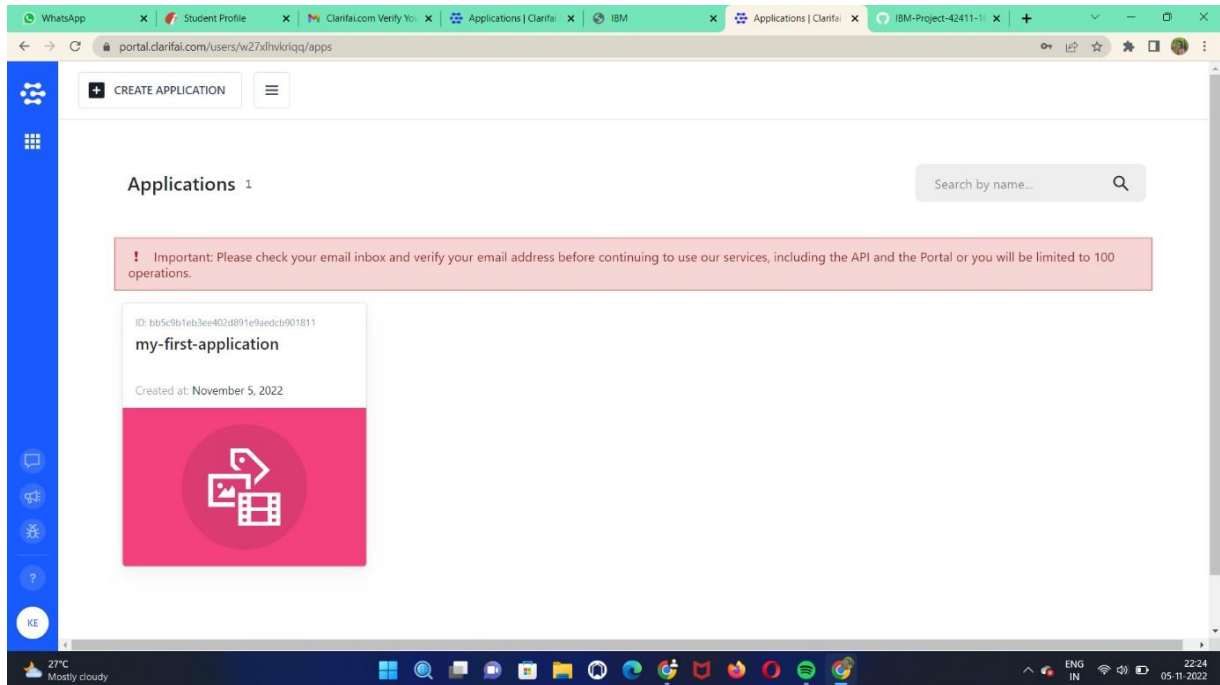 WhatsApp
Student Profile
Clarifai.com Verify Yo
Applications | Clarifai
IBM
Applications | Clarifai
IBM-Project-42411-1
portal.clarifai.com/users/w27xlhvkriqq/apps
CREATE APPLICATION
Applications 1
Search by name...
! Important: Please check your email inbox and verify your email address before continuing to use our services, including the API and the Portal or you will be limited to 100
operations.
ID: bb5c9b1eb3ee402d891e9aedcb901811
my-first-application
Created at: November 5, 2022
?
KE
27°C
Mostly cloudy
ENG
IN
22:24
05-11-2022